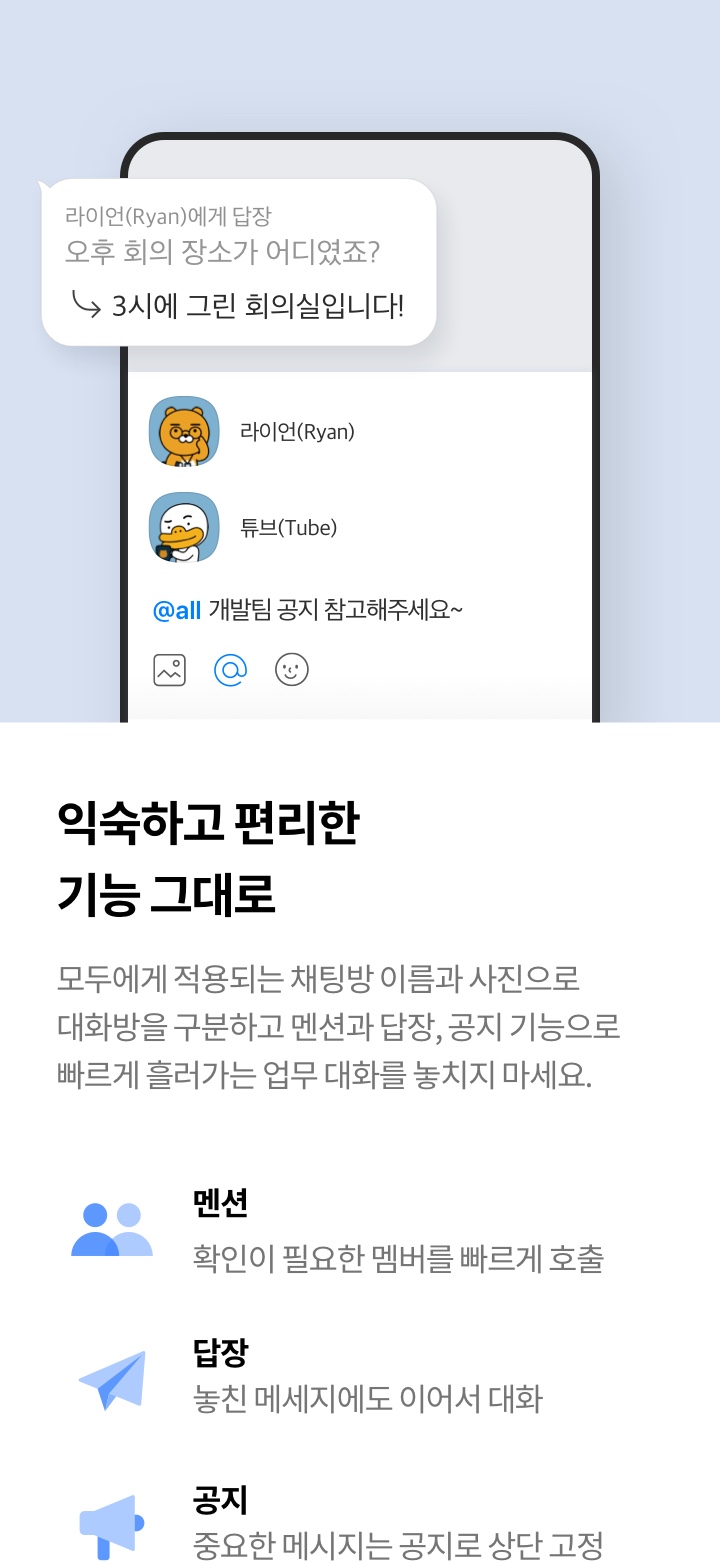 라이언(Ryan)에게 답장
오후 회의 장소가 어디였죠?
3시에 그린 회의실입니다!
라이언(Ryan)
튜브(Tube)
@all 개발팀 공지 참고해주세요~
익숙하고 편리한
기능 그대로
모두에게 적용되는 채팅방 이름과 사진으로
대화방을 구분하고 멘션과 답장, 공지 기능으로
빠르게 흘러가는 업무 대화를 놓치지 마세요.
멘션
확인이 필요한 멤버를 빠르게 호출
답장
놓친 메세지에도 이어서 대화
공지
중요한 메시지는 공지로 상단 고정